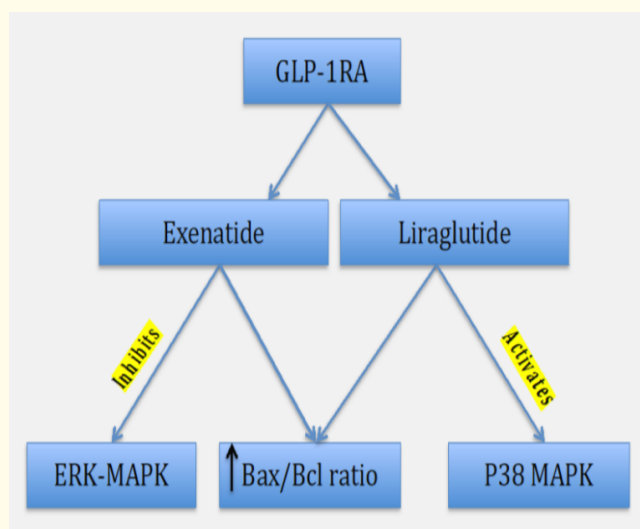 GLP-1RA
Exenatide
Liraglutide
Inhibits
Activates
ERK-MAPK
Bax/Bcl ratio
P38 MAPK